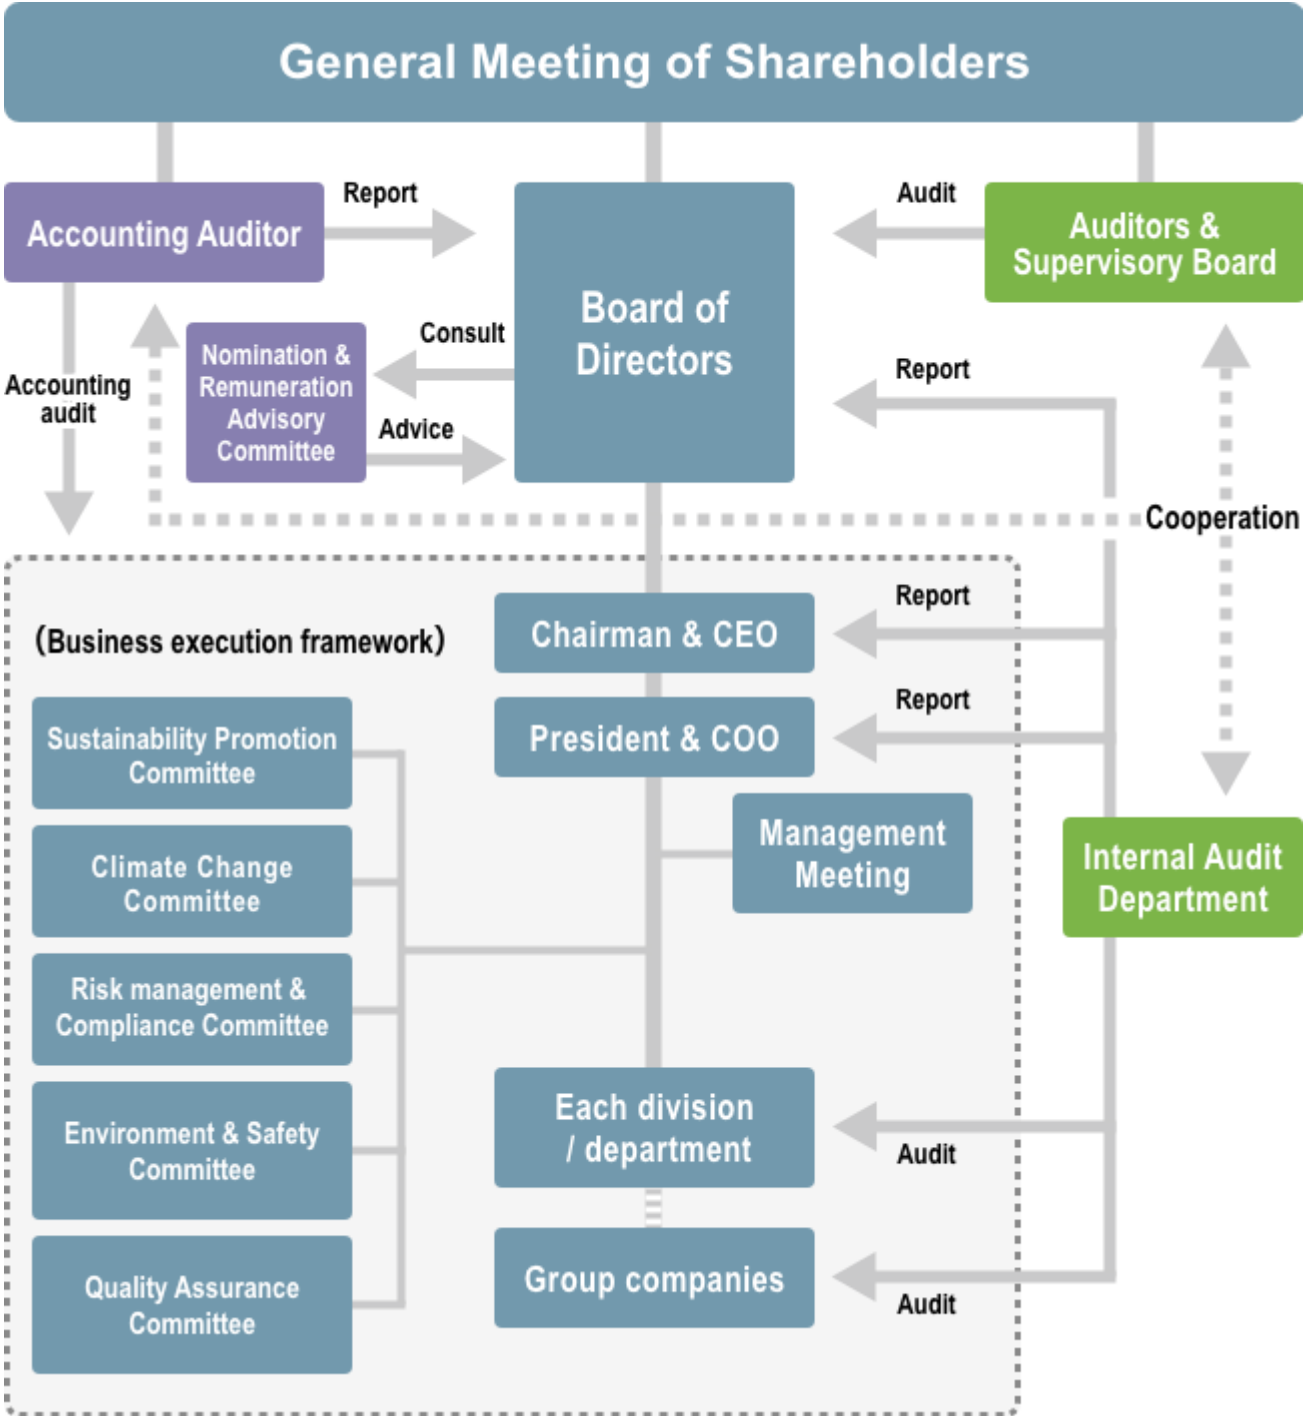 General Meeting of Shareholders
Report
Audit
Accounting Auditor
Auditors &
Supervisory Board
Board of
Directors
Consult
Nomination &
Remuneration
Advisory
Committee
Advice
Accounting
audit
Report
Cooperation
(Business execution framework)
Chairman & CEO
Report
President & COO
Report
Sustainability Promotion
Committee
Management
Meeting
Climate Change
Committee
Internal Audit
Department
Risk management &
Compliance Committee
Each division
/ department
Audit
Environment & Safety
Committee
Group companies
Audit
Quality Assurance
Committee